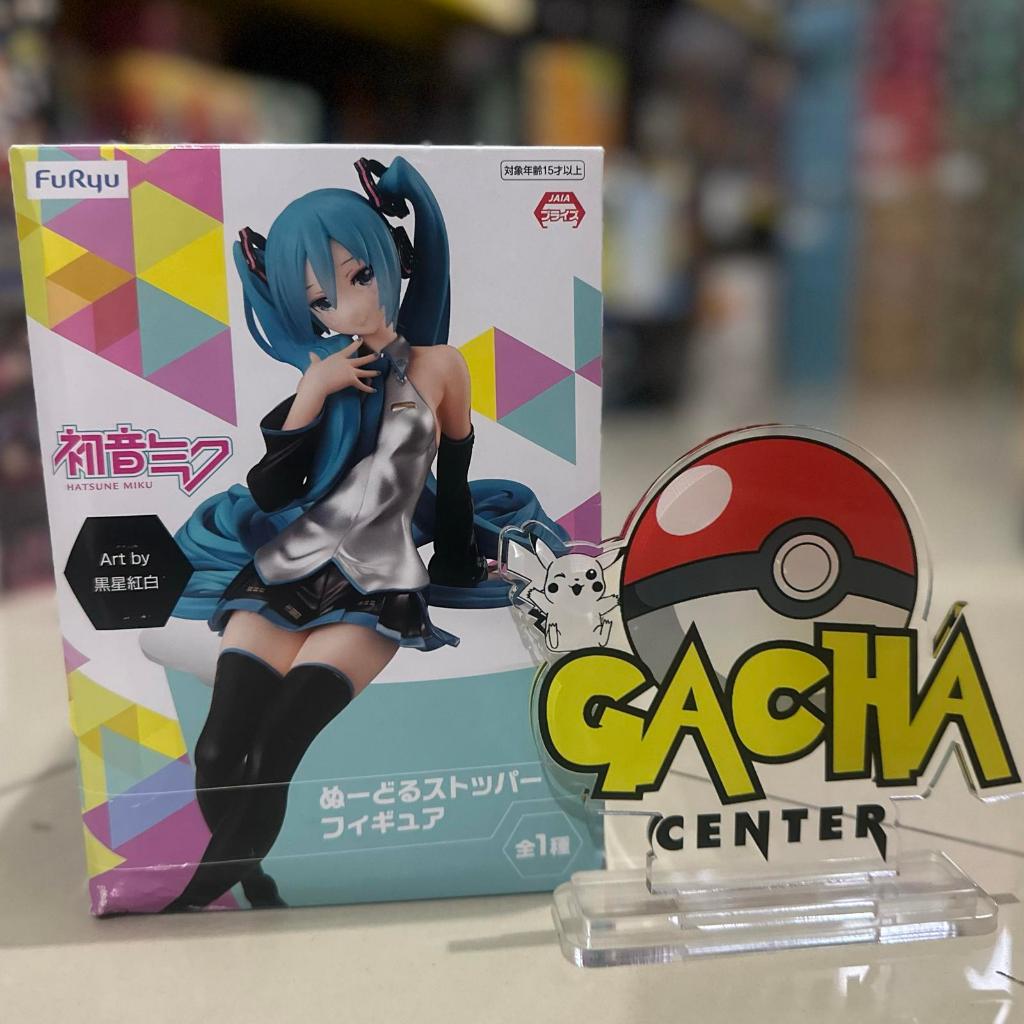 FuRyu
対象年齢15才以上
JAIA
プライズ
初音ミク
HATSUNE MIKU
Art by
黒星紅白
ぬーどるストッパー
フィギュア
全1種
GACHA
CENTER